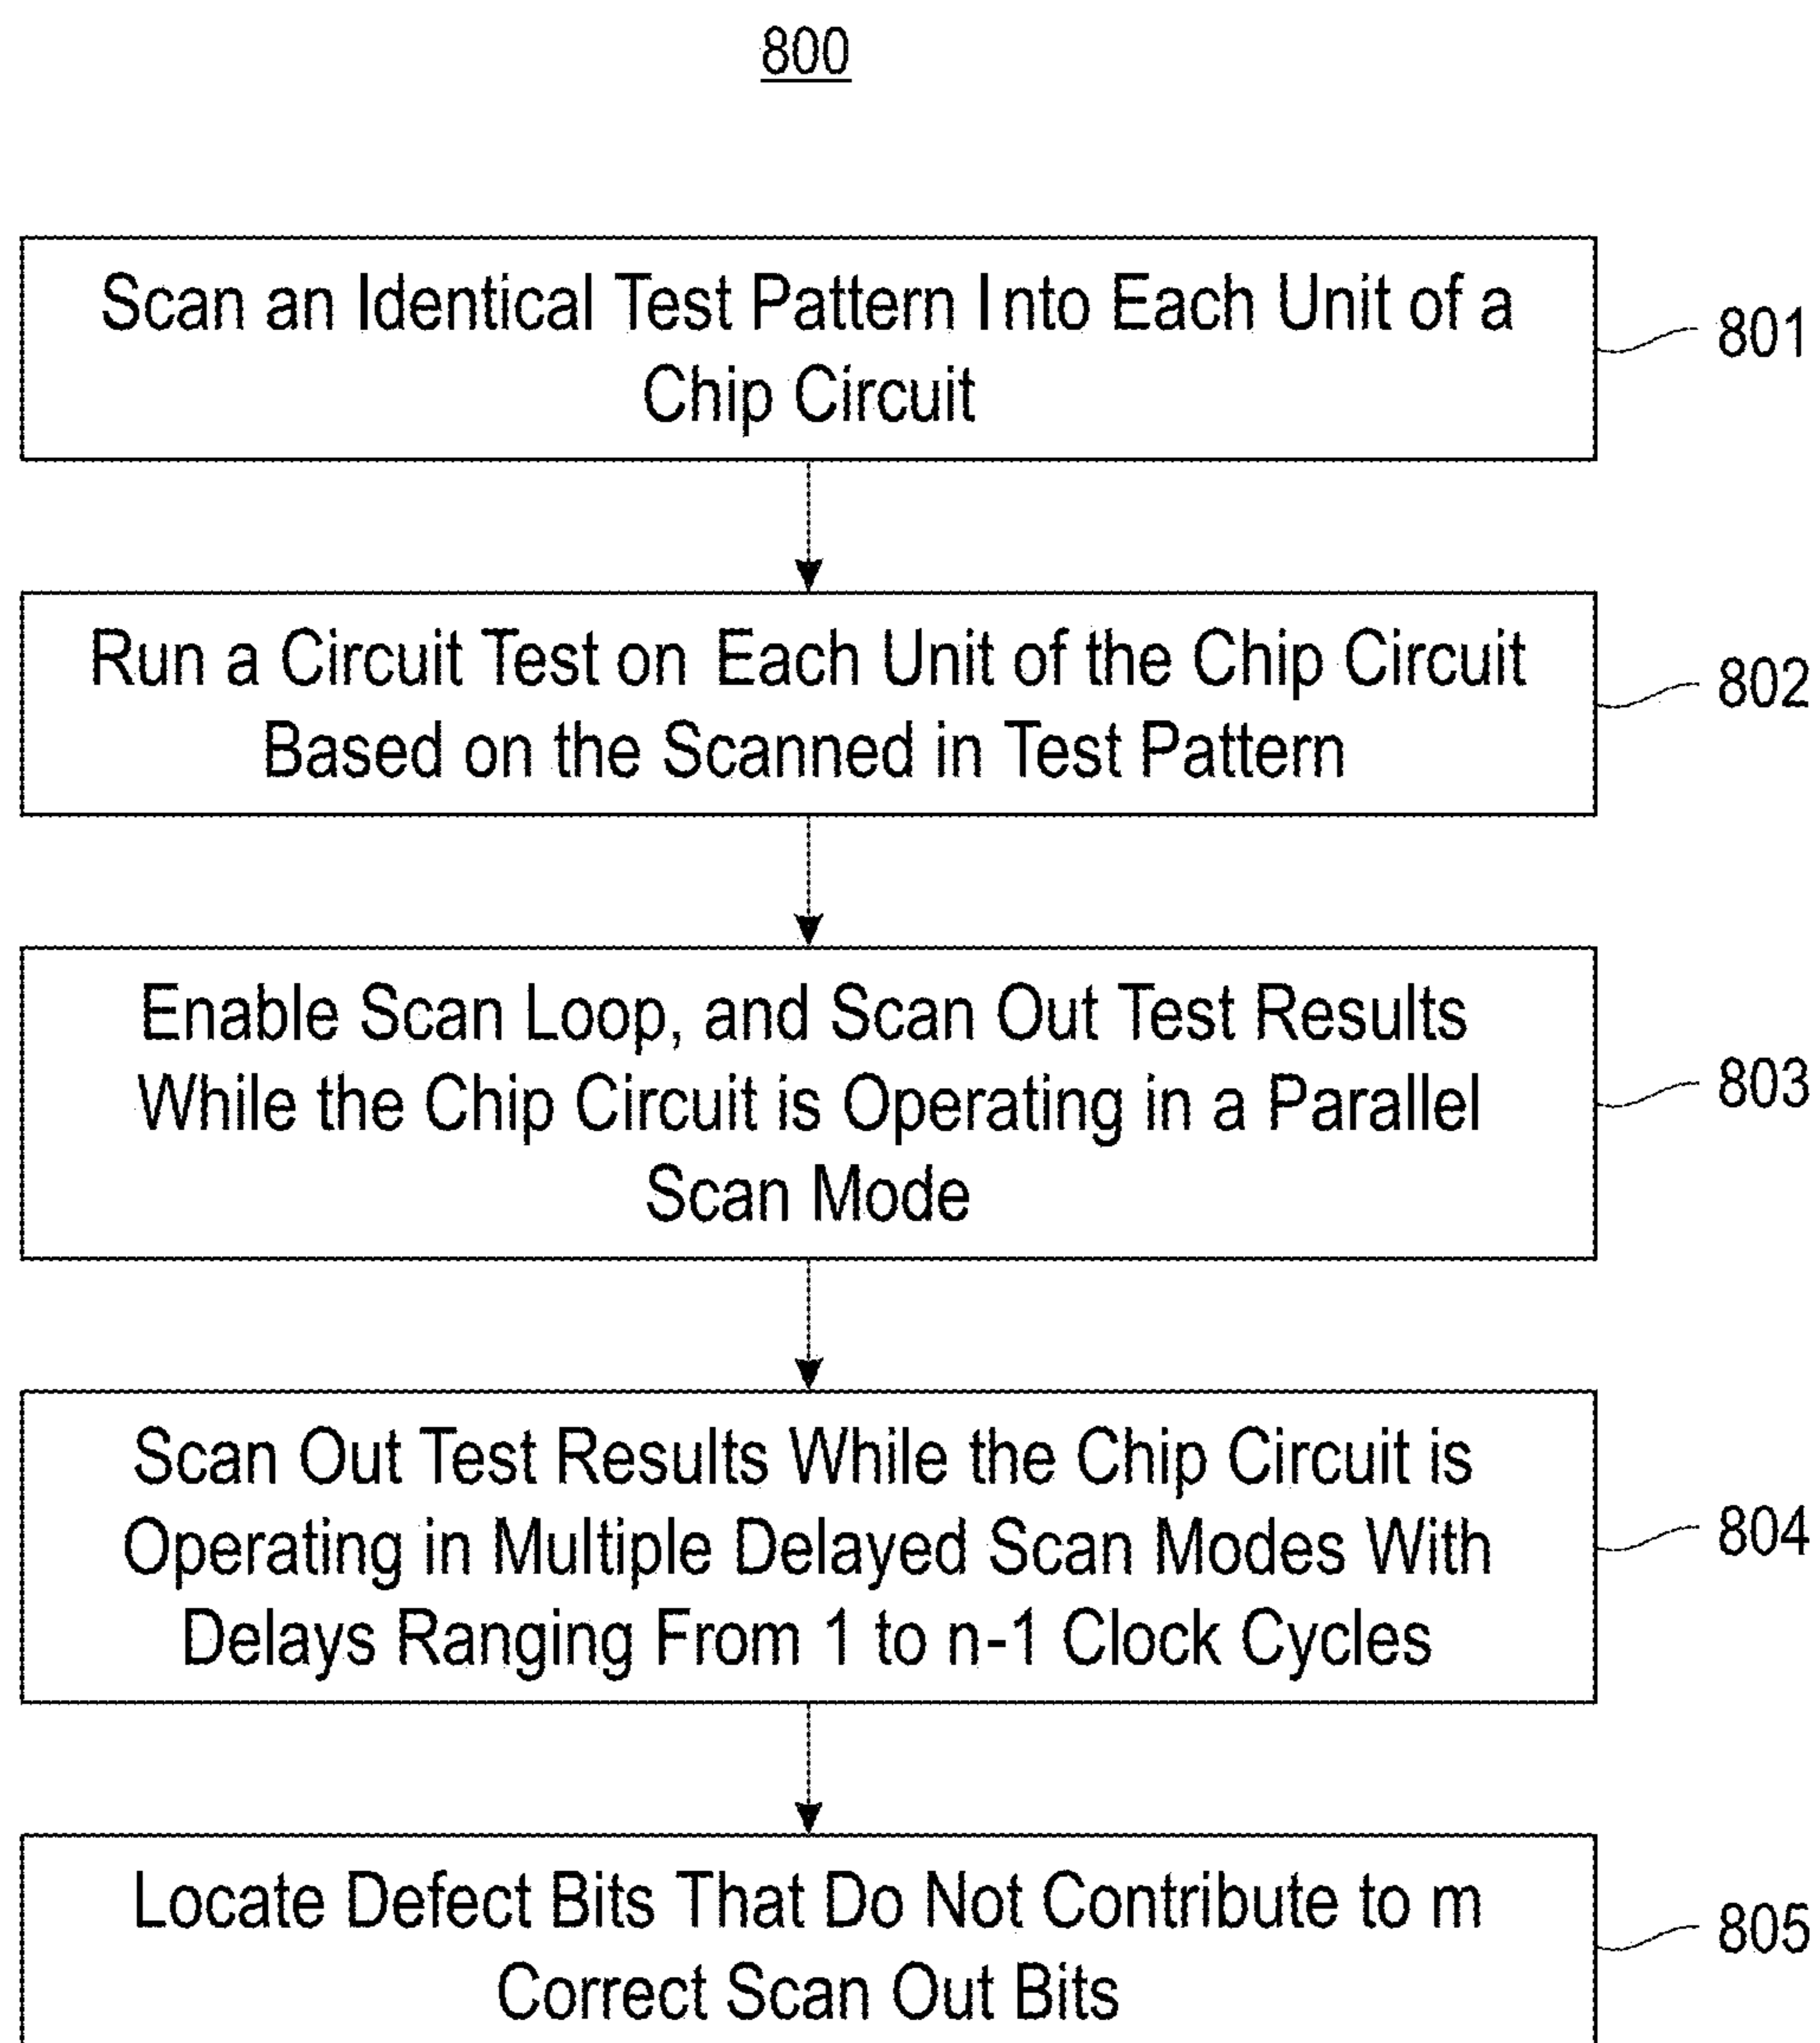 800
Scan an Identical Test Pattern Into Each Unit of a
Chip Circuit
801
Run a Circuit Test on Each Unit of the Chip Circuit
Based on the Scanned in Test Pattern
802
Enable Scan Loop, and Scan Out Test Results
While the Chip Circuit is Operating in a Parallel
Scan Mode
803
Scan Out Test Results While the Chip Circuit is
Operating in Multiple Delayed Scan Modes With
Delays Ranging From 1 to n-1 Clock Cycles
804
Locate Defect Bits That Do Not Contribute to m
Correct Scan Out Bits
805